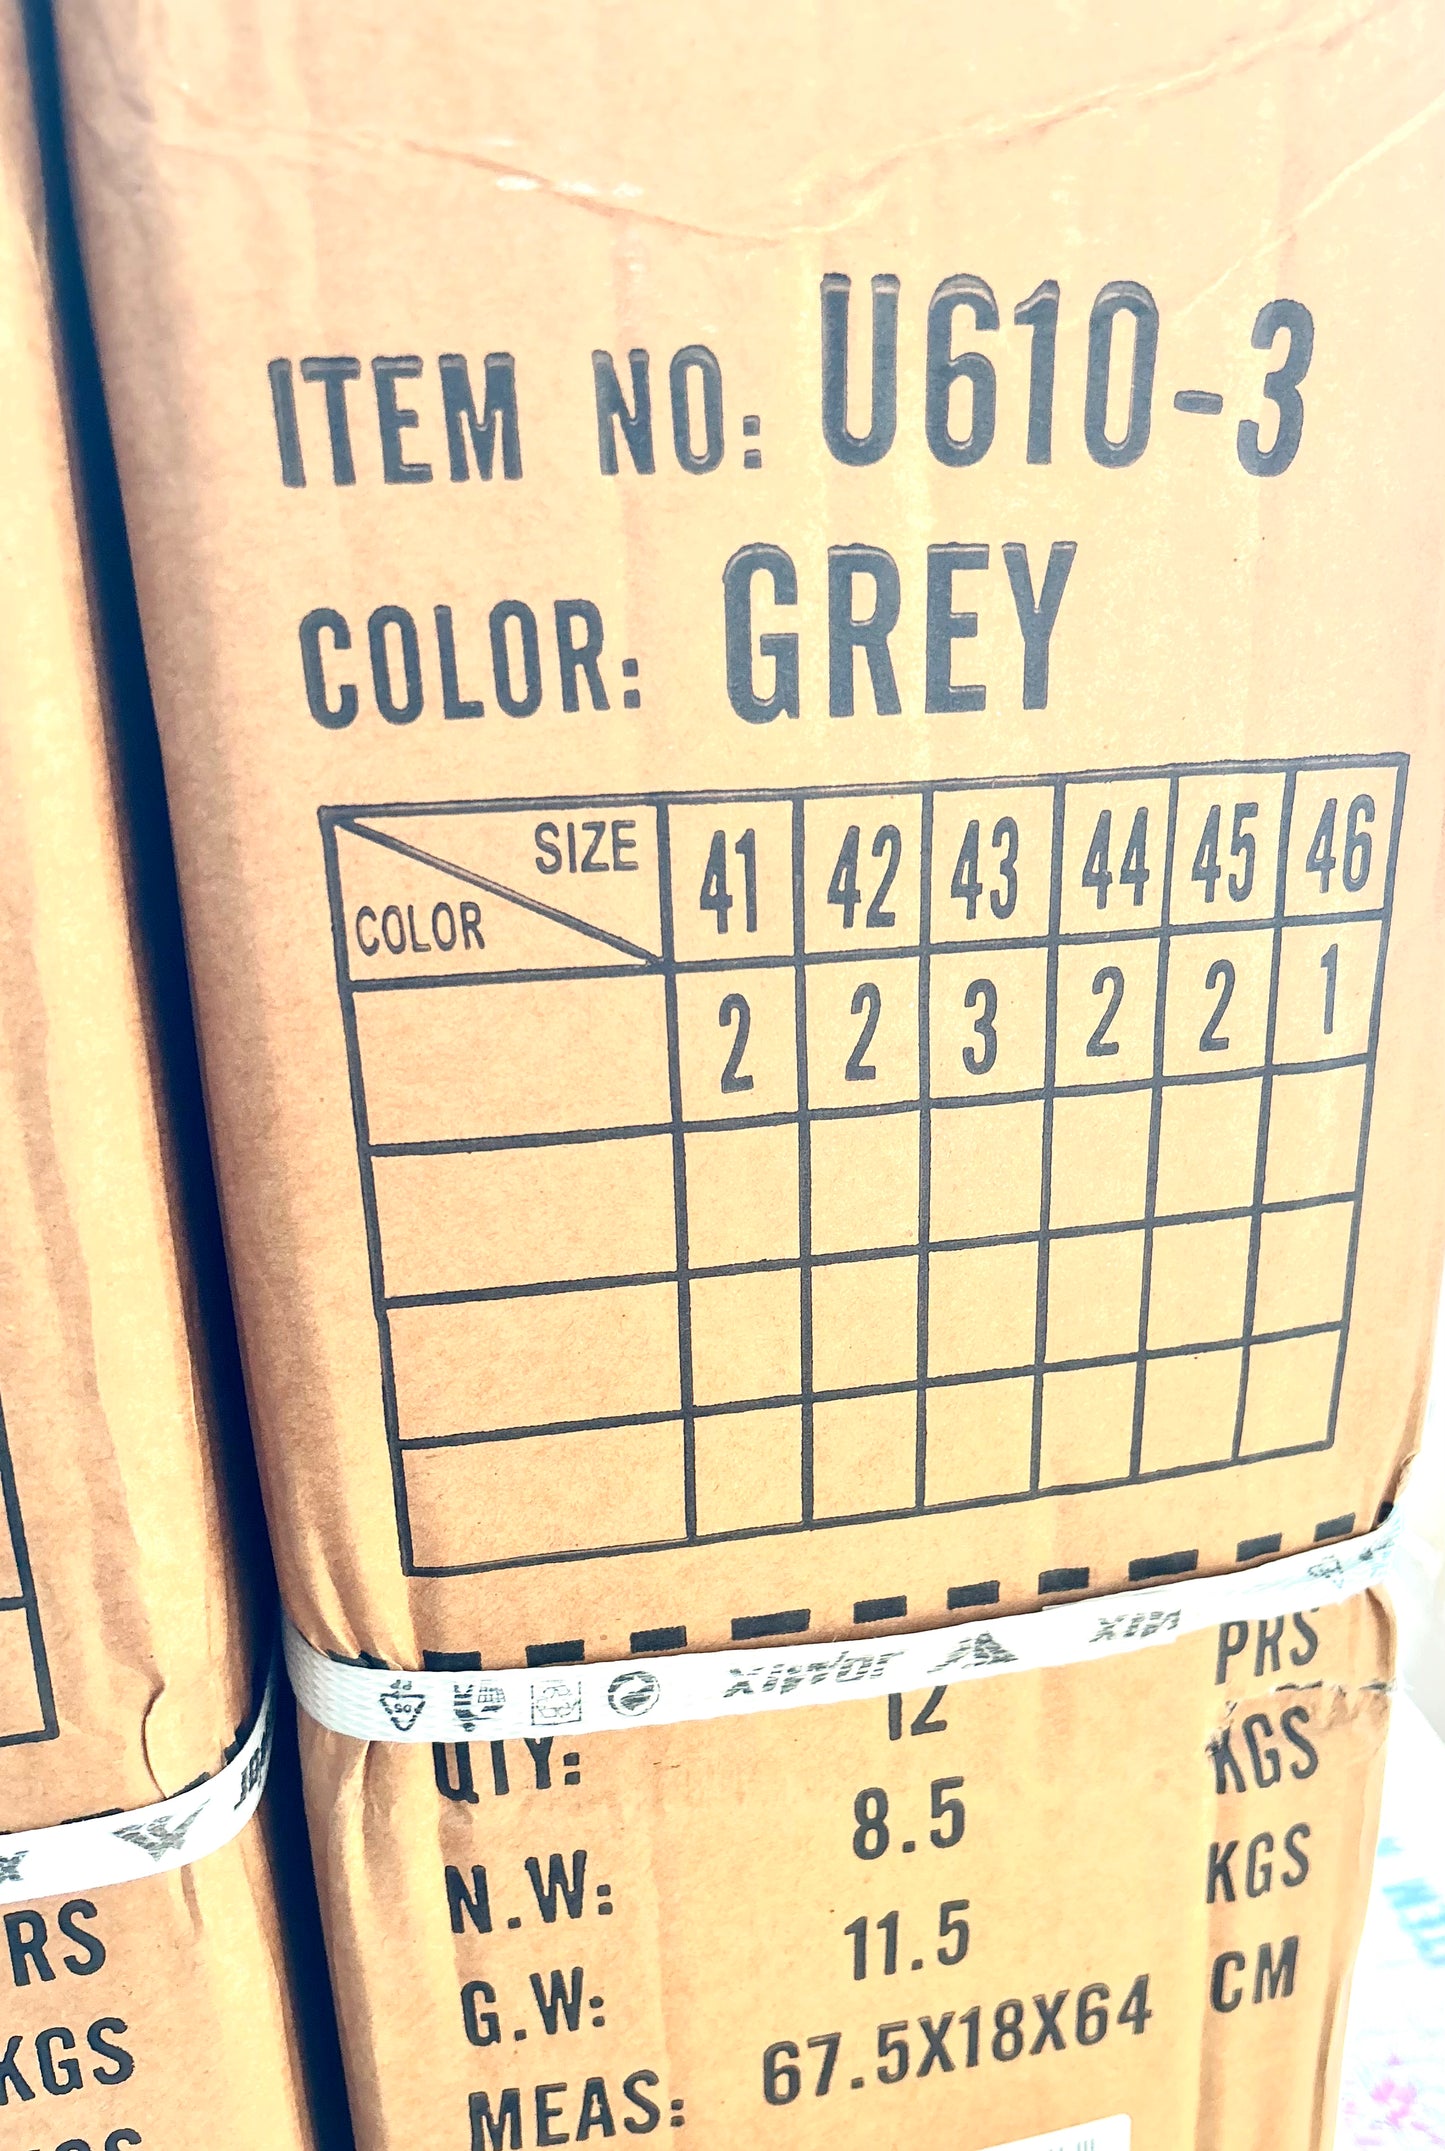 ITEM NO: U610-3
COLOR: GREY
SIZE 41 42 43 44 45 46
COLOR
2 2 3 2 2 1
QTY: 12 PRS
N.W: 8.5 KGS
G.W: 11.5 KGS
MEAS: 67.5X18X64 CM
RS
KGS